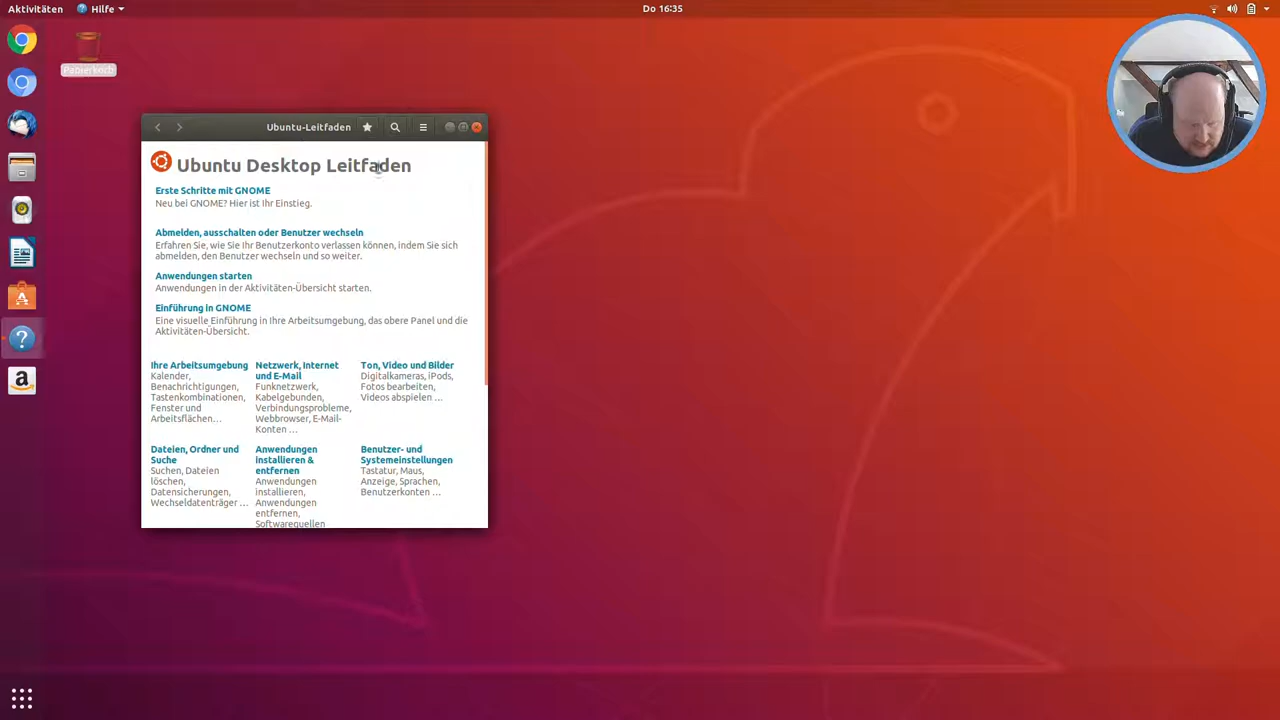 Aktivitäten
Hilfe
Do 16:35
Papierkorb
Ubuntu-Leitfaden
Ubuntu Desktop Leitfaden
Erste Schritte mit GNOME
Neu bei GNOME? Hier ist Ihr Einstieg.
Abmelden, ausschalten oder Benutzer wechseln
Erfahren Sie, wie Sie Ihr Benutzerkonto verlassen können, indem Sie sich
abmelden, den Benutzer wechseln und so weiter.
Anwendungen starten
Anwendungen in der Aktivitäten-Übersicht starten.
Einführung in GNOME
Eine visuelle Einführung in Ihre Arbeitsumgebung, das obere Panel und die
Aktivitäten-Übersicht.
Ihre Arbeitsumgebung
Kalender,
Benachrichtigungen,
Tastenkombinationen,
Fenster und
Arbeitsflächen…
Netzwerk, Internet
und E-Mail
Funknetzwerk,
Kabelgebunden,
Verbindungsprobleme,
Webbrowser, E-Mail-
Konten …
Ton, Video und Bilder
Digitalkameras, iPods,
Fotos bearbeiten,
Videos abspielen …
Dateien, Ordner und
Suche
Suchen, Dateien
löschen,
Datensicherungen,
Wechseldatenträger …
Anwendungen
installieren &
entfernen
Anwendungen
installieren,
Anwendungen
entfernen,
Softwarequellen
Benutzer- und
Systemeinstellungen
Tastatur, Maus,
Anzeige, Sprachen,
Benutzerkonten …